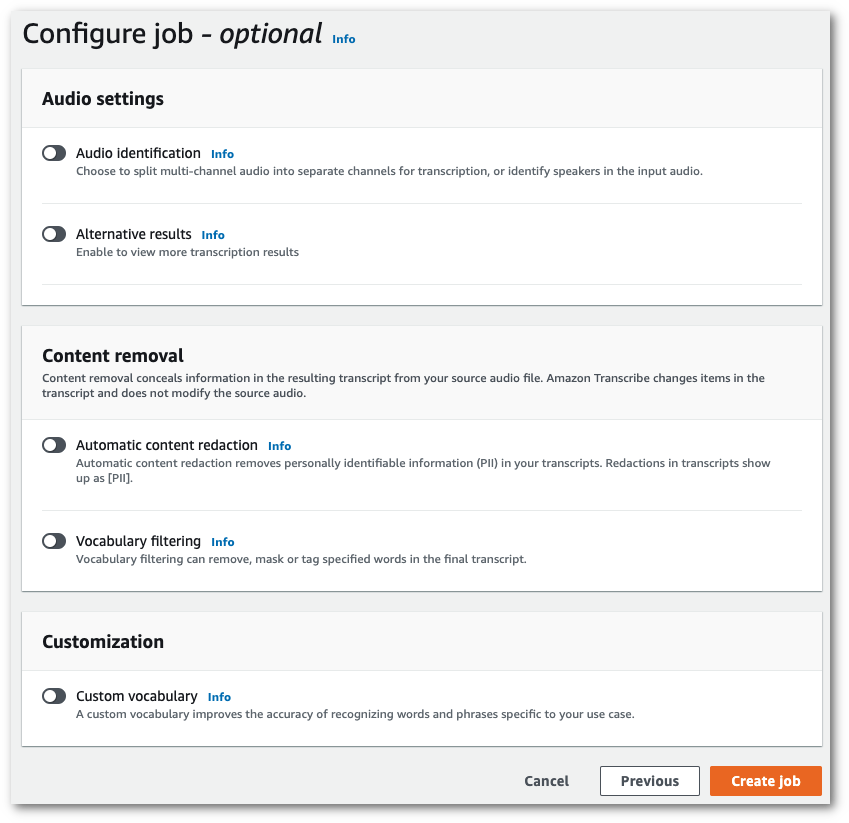 Configure job - optional Info
Audio settings
Audio identification Info
Choose to split multi-channel audio into separate channels for transcription, or identify speakers in the input audio.
Alternative results Info
Enable to view more transcription results
Content removal
Content removal conceals information in the resulting transcript from your source audio file. Amazon Transcribe changes items in the
transcript and does not modify the source audio.
Automatic content redaction Info
Automatic content redaction removes personally identifiable information (PII) in your transcripts. Redactions in transcripts show
up as [PII].
Vocabulary filtering Info
Vocabulary filtering can remove, mask or tag specified words in the final transcript.
Customization
Custom vocabulary Info
A custom vocabulary improves the accuracy of recognizing words and phrases specific to your use case.
Cancel Previous Create job